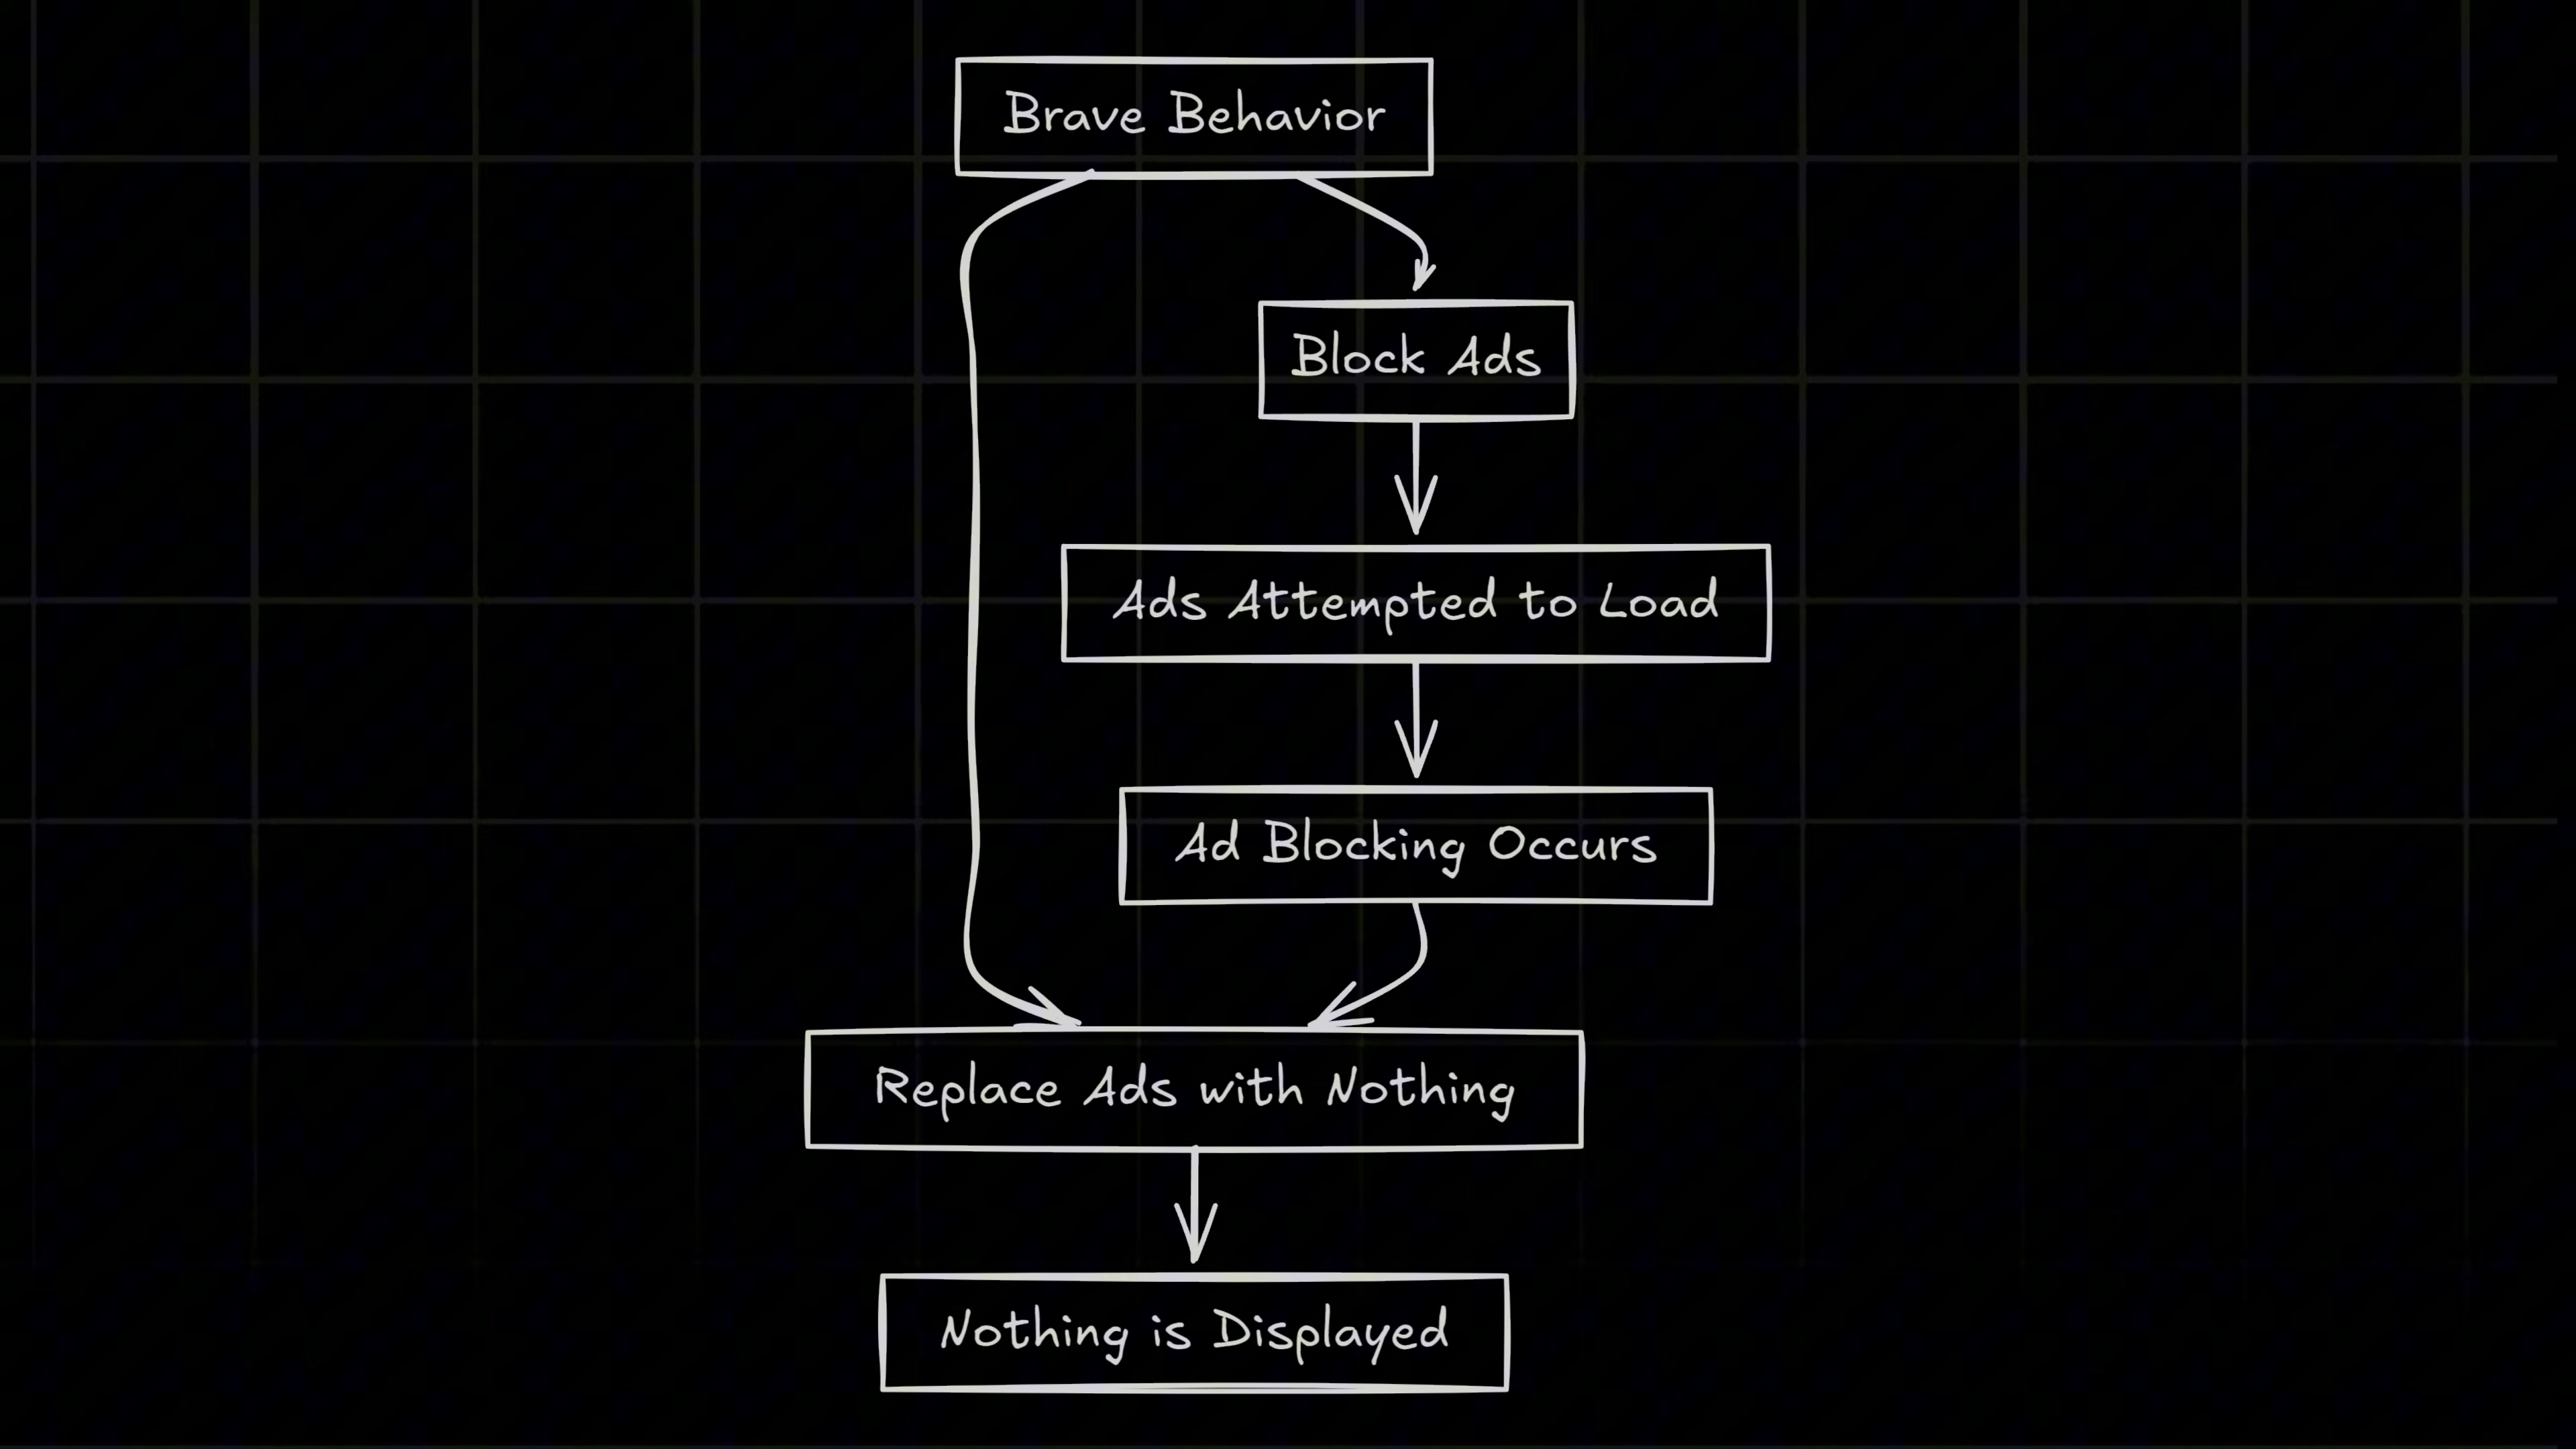 Brave Behavior
Block Ads
Ads Attempted to Load
Ad Blocking Occurs
Replace Ads with Nothing
Nothing is Displayed